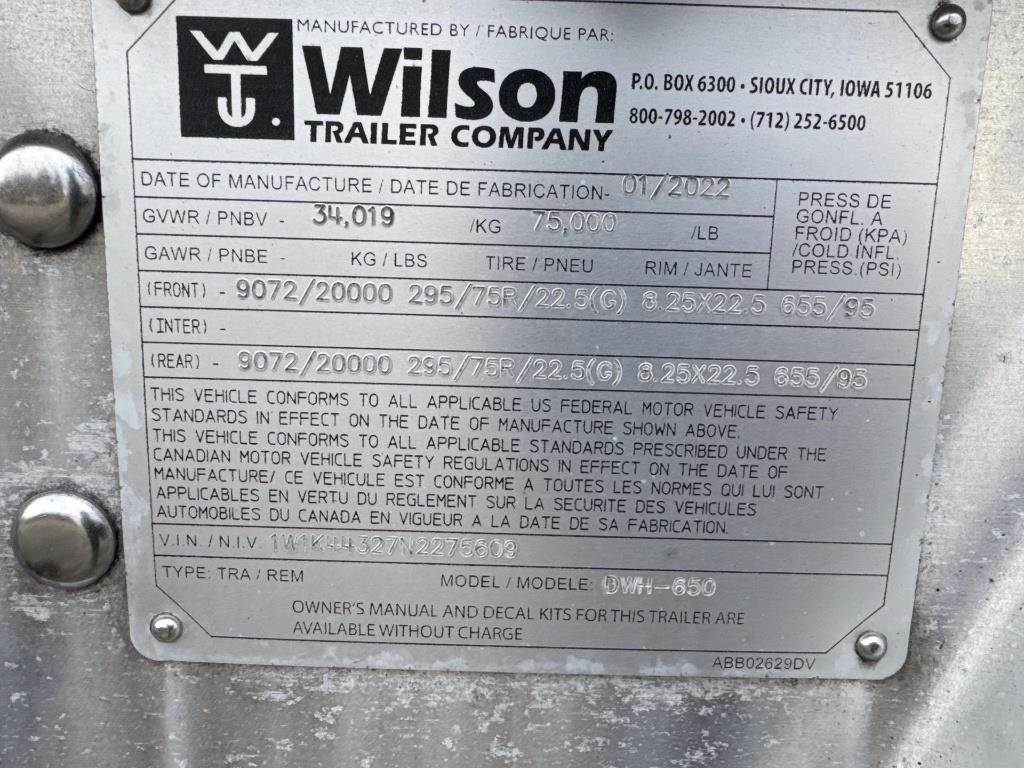 MANUFACTURED BY / FABRIQUE PAR:
WT.
Wilson
TRAILER COMPANY
P.O. BOX 6300 • SIOUX CITY, IOWA 51106
800-798-2002 • (712) 252-6500
DATE OF MANUFACTURE / DATE DE FABRICATION- 01/2022
GVWR / PNBV - 34,019 /KG 75,000 /LB
PRESS DE
GONFL. A
FROID (KPA)
/COLD INFL.
PRESS.(PSI)
GAWR / PNBE - KG / LBS TIRE / PNEU RIM / JANTE
(FRONT) - 9072/20000 295/75R/22.5(G) 8.25X22.5 655/95
(INTER) -
(REAR) - 9072/20000 295/75R/22.5(G) 8.25X22.5 655/95
THIS VEHICLE CONFORMS TO ALL APPLICABLE US FEDERAL MOTOR VEHICLE SAFETY
STANDARDS IN EFFECT ON THE DATE OF MANUFACTURE SHOWN ABOVE.
THIS VEHICLE CONFORMS TO ALL APPLICABLE STANDARDS PRESCRIBED UNDER THE
CANADIAN MOTOR VEHICLE SAFETY REGULATIONS IN EFFECT ON THE DATE OF
MANUFACTURE/ CE VEHICULE EST CONFORME A TOUTES LES NORMES QUI LUI SONT
APPLICABLES EN VERTU DU REGLEMENT SUR LA SECURITE DES VEHICULES
AUTOMOBILES DU CANADA EN VIGUEUR A LA DATE DE SA FABRICATION.
V.I.N. / N.I.V. 1W1K44327N2275609
TYPE: TRA / REM MODEL / MODELE: DWH-650
OWNER'S MANUAL AND DECAL KITS FOR THIS TRAILER ARE
AVAILABLE WITHOUT CHARGE
ABB02629DV